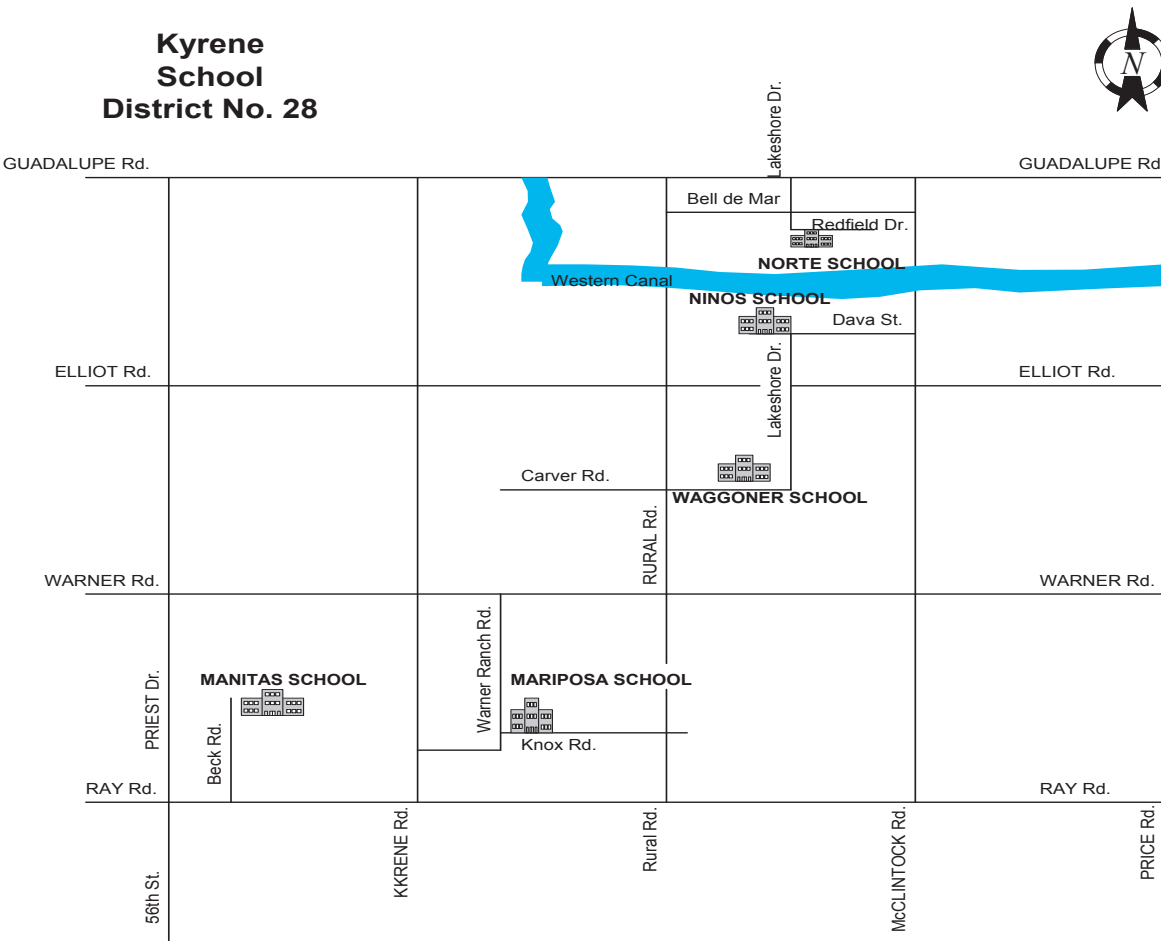 Kyrene
School
District No. 28
N
Lakeshore Dr.
GUADALUPE Rd.
GUADALUPE Rd
Bell de Mar
Redfield Dr.
NORTE SCHOOL
Western Canal
NINOS SCHOOL
Dava St.
Lakeshore Dr.
ELLIOT Rd.
ELLIOT Rd.
Carver Rd.
WAGGONER SCHOOL
RURAL Rd.
WARNER Rd.
WARNER Rd.
Warner Ranch Rd.
MANITAS SCHOOL
MARIPOSA SCHOOL
PRIEST Dr.
Beck Rd.
Knox Rd.
RAY Rd.
RAY Rd.
KKRENE Rd.
Rural Rd.
McCLINTOCK Rd.
PRICE Rd.
56th St.